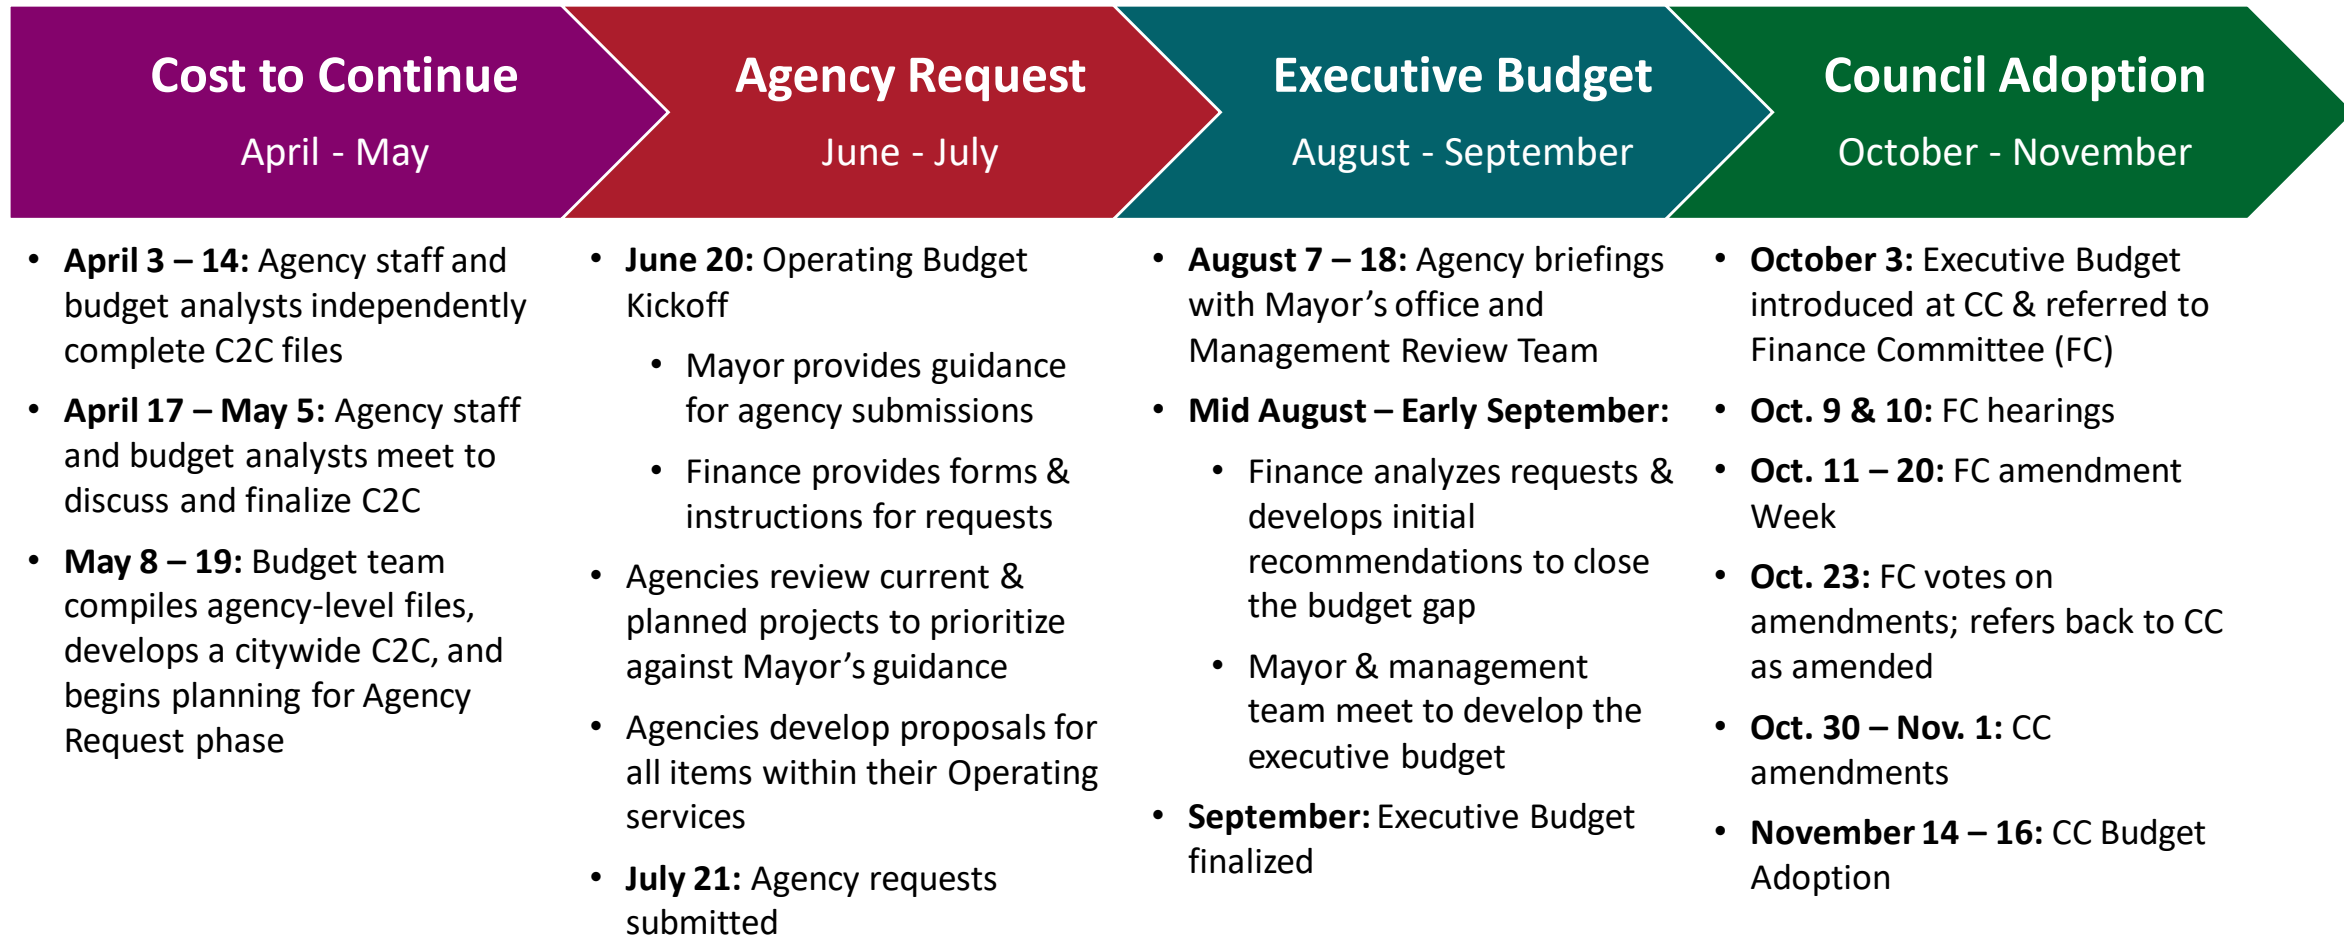 Cost to Continue
April - May
• April 3 – 14: Agency staff and
budget analysts independently
complete C2C files
• April 17 – May 5: Agency staff
and budget analysts meet to
discuss and finalize C2C
• May 8 – 19: Budget team
compiles agency-level files,
develops a citywide C2C, and
begins planning for Agency
Request phase
Agency Request
June - July
• June 20: Operating Budget
Kickoff
• Mayor provides guidance
for agency submissions
• Finance provides forms &
instructions for requests
• Agencies review current &
planned projects to prioritize
against Mayor’s guidance
• Agencies develop proposals for
all items within their Operating
services
• July 21: Agency requests
submitted
Executive Budget
August - September
• August 7 – 18: Agency briefings
with Mayor’s office and
Management Review Team
• Mid August – Early September:
• Finance analyzes requests &
develops initial
recommendations to close
the budget gap
• Mayor & management
team meet to develop the
executive budget
• September: Executive Budget
finalized
Council Adoption
October - November
• October 3: Executive Budget
introduced at CC & referred to
Finance Committee (FC)
• Oct. 9 & 10: FC hearings
• Oct. 11 – 20: FC amendment
Week
• Oct. 23: FC votes on
amendments; refers back to CC
as amended
• Oct. 30 – Nov. 1: CC
amendments
• November 14 – 16: CC Budget
Adoption